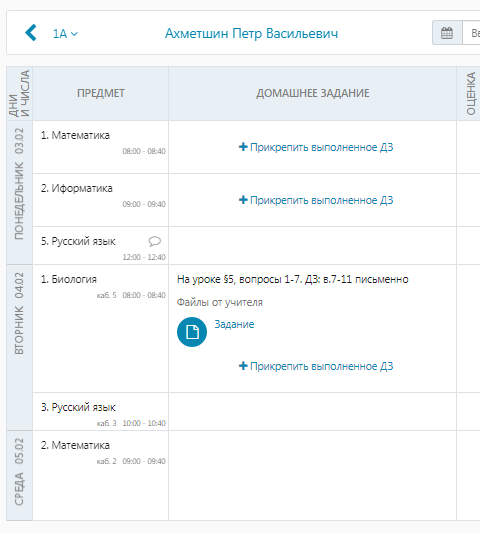 1А
Ахметшин Петр Васильевич
ДНИ И ЧИСЛА
ПРЕДМЕТ
ДОМАШНЕЕ ЗАДАНИЕ
ОЦЕНКА
ПОНЕДЕЛЬНИК 03.02
1. Математика
08:00 - 08:40
Прикрепить выполненное ДЗ
2. Иформатика
09:00 - 09:40
Прикрепить выполненное ДЗ
5. Русский язык
12:00 - 12:40
ВТОРНИК 04.02
1. Биология
каб. 5 08:00 - 08:40
На уроке §5, вопросы 1-7. ДЗ: в.7-11 письменно
Файлы от учителя
Задание
Прикрепить выполненное ДЗ
3. Русский язык
каб. 3 10:00 - 10:40
СРЕДА 05.02
2. Математика
каб. 2 09:00 - 09:40